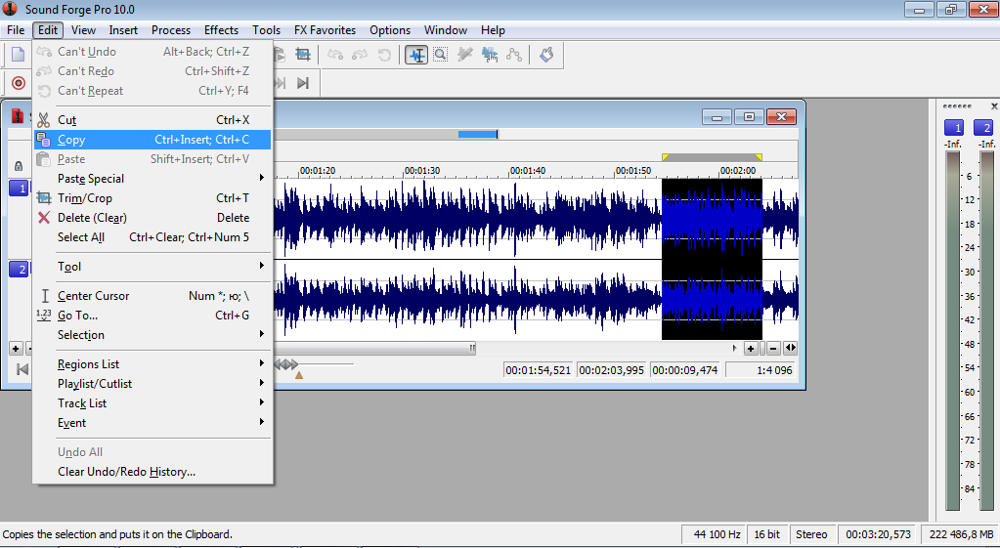 Sound Forge Pro 10.0
File Edit View Insert Process Effects Tools FX Favorites Options Window Help
Can't Undo Alt+Back; Ctrl+Z
Can't Redo Ctrl+Shift+Z
Can't Repeat Ctrl+Y; F4
Cut Ctrl+X
Copy Ctrl+Insert; Ctrl+C
Paste Shift+Insert; Ctrl+V
Paste Special
Trim/Crop Ctrl+T
Delete (Clear) Delete
Select All Ctrl+Clear; Ctrl+Num 5
Tool
Center Cursor Num *; ю; \
1.23 Go To... Ctrl+G
Selection
Regions List
Playlist/Cutlist
Track List
Event
Undo All
Clear Undo/Redo History...
1
2
00:01:20 00:01:30 00:01:40 00:01:50 00:02:00
00:01:54,521 00:02:03,995 00:00:09,474 1:4 096
1 2
-Inf. -Inf.
6
12
18
24
30
36
42
48
54
60
66
72
78
84
Copies the selection and puts it on the Clipboard.
44 100 Hz 16 bit Stereo 00:03:20,573 222 486,8 MB